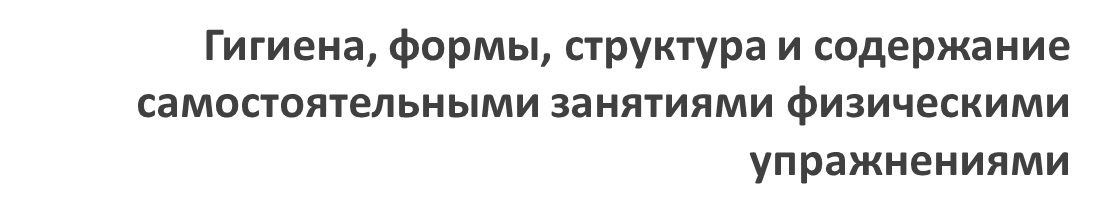 Гигиена, формы, структура и содержание
самостоятельными занятиями физическими
упражнениями